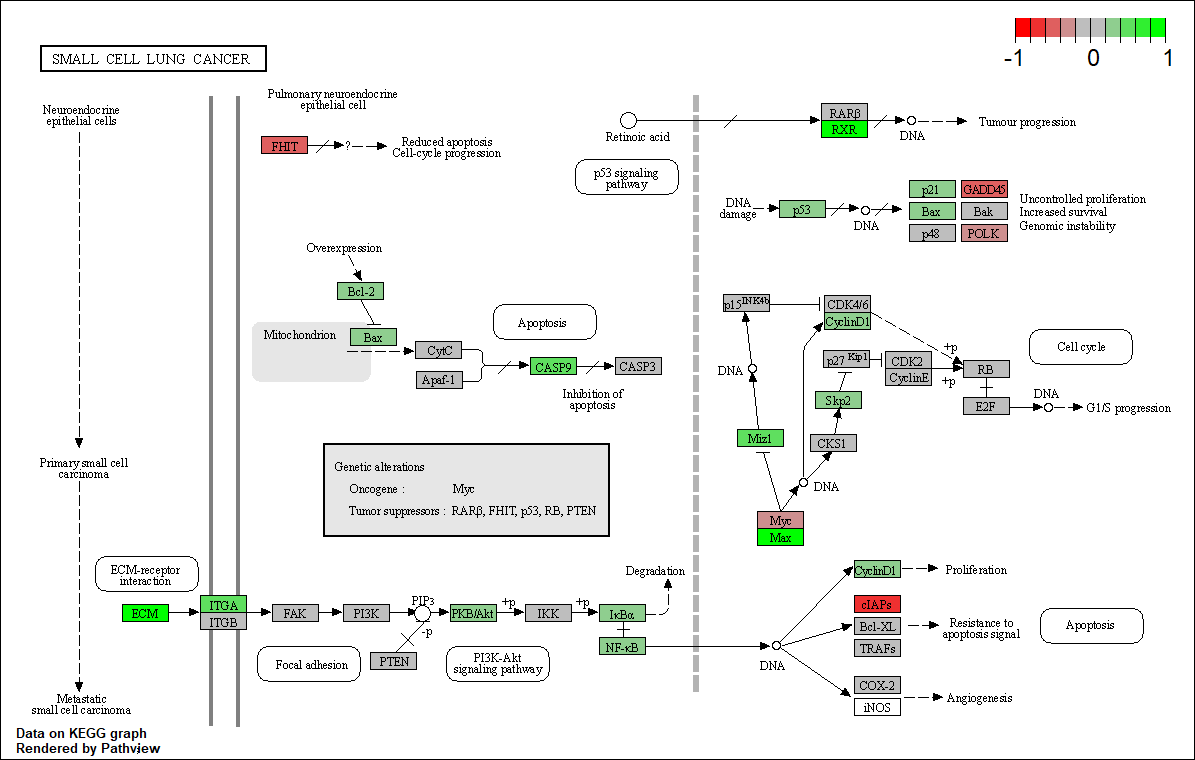 -1 0 1
SMALL CELL LUNG CANCER
Neuroendocrine
epithelial cells
Pulmonary neuroendocrine
epithelial cell
FHIT
?
Reduced apoptosis
Cell-cycle progression
Retinoic acid
RARβ
RXR
DNA
Tumour progression
p53 signaling
pathway
DNA
damage
p53
DNA
p21
GADD45
Bax
Bak
p48
POLK
Uncontrolled proliferation
Increased survival
Genomic instability
Overexpression
Bcl-2
Mitochondrion
Bax
Apoptosis
CytC
Apaf-1
CASP9
CASP3
Inhibition of
apoptosis
p15INK4b
CDK4/6
CyclinD1
DNA
p27 Kip1
CDK2
CyclinE
+p
+p
RB
E2F
DNA
G1/S progression
Cell cycle
Skp2
Miz1
CKS1
DNA
Myc
Max
Primary small cell
carcinoma
Genetic alterations
Oncogene : Myc
Tumor suppressors : RARβ, FHIT, p53, RB, PTEN
ECM-receptor
interaction
ECM
ITGA
ITGB
FAK
PI3K
PIP3
-p
PTEN
PKB/Akt
+p
IKK
+p
IκBα
NF-κB
Degradation
Focal adhesion
PI3K-Akt
signaling pathway
DNA
CyclinD1
Proliferation
cIAPs
Bcl-XL
TRAFs
Resistance to
apoptosis signal
Apoptosis
COX-2
iNOS
Angiogenesis
Metastatic
small cell carcinoma
Data on KEGG graph
Rendered by Pathview